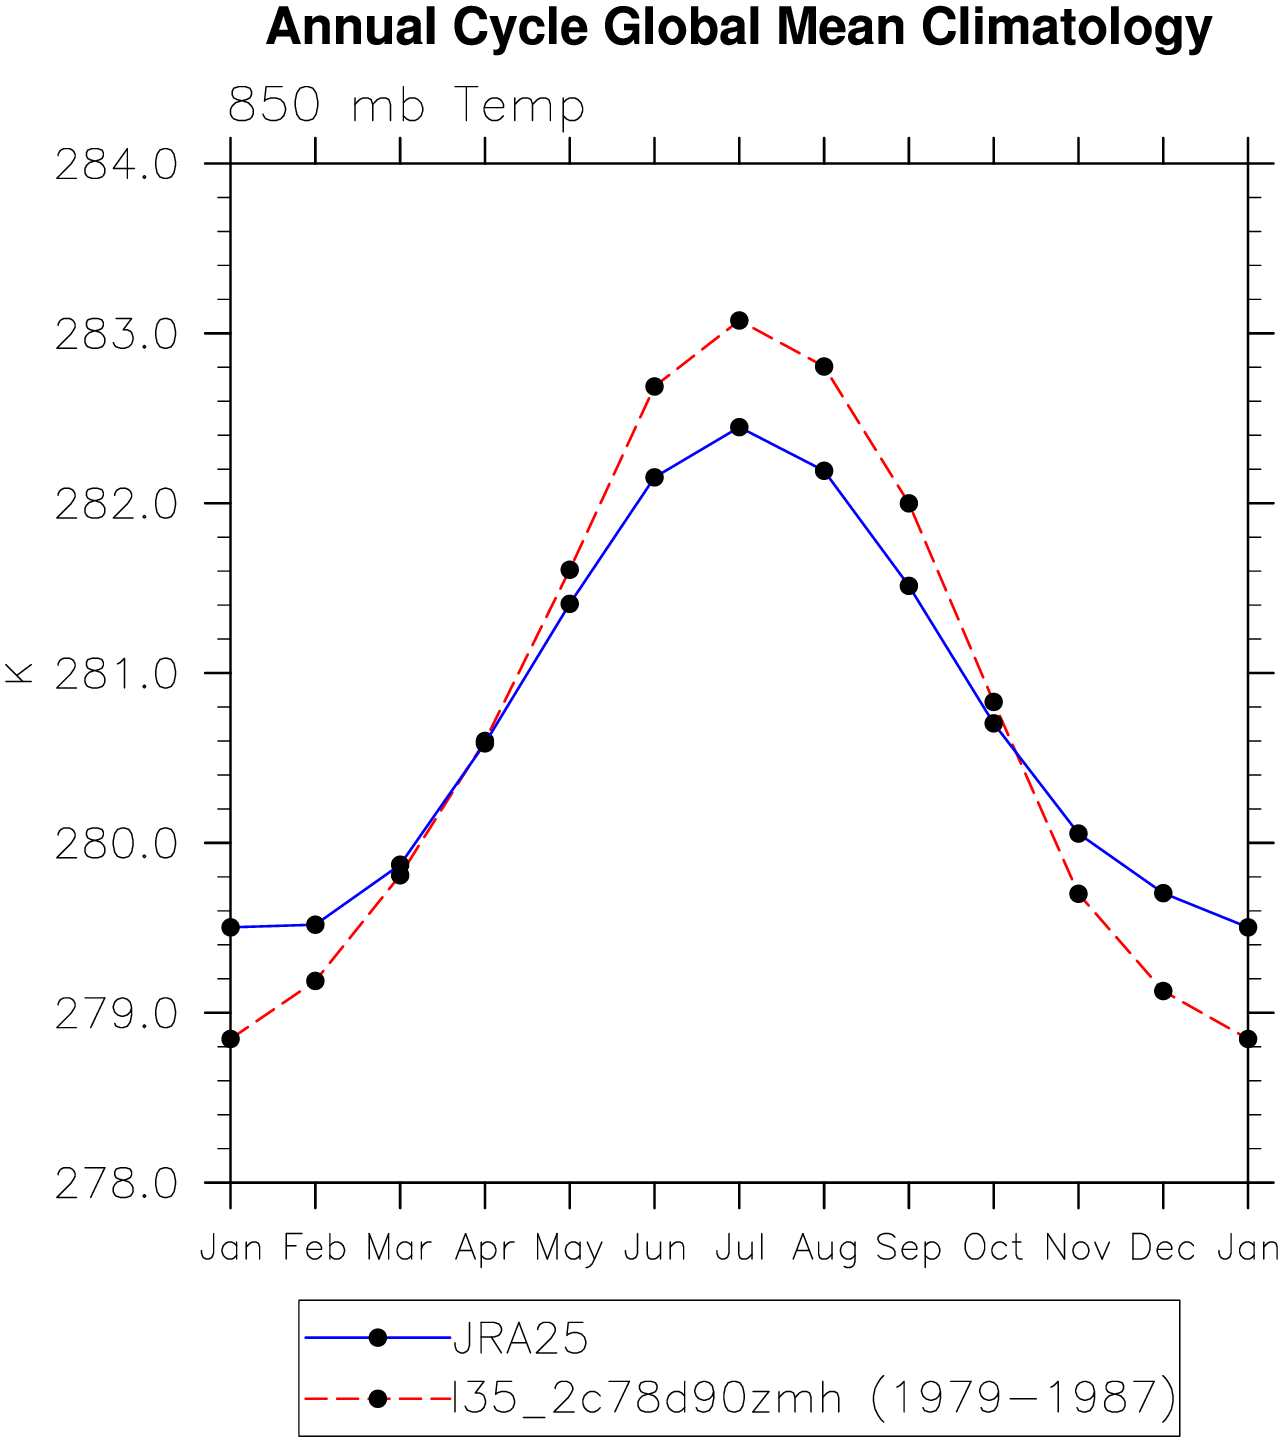 Annual Cycle Global Mean Climatology
850 mb Temp
284.0
283.0
282.0
281.0
280.0
279.0
278.0
K
Jan Feb Mar Apr May Jun Jul Aug Sep Oct Nov Dec Jan
JRA25
I35_2c78d90zmh (1979-1987)